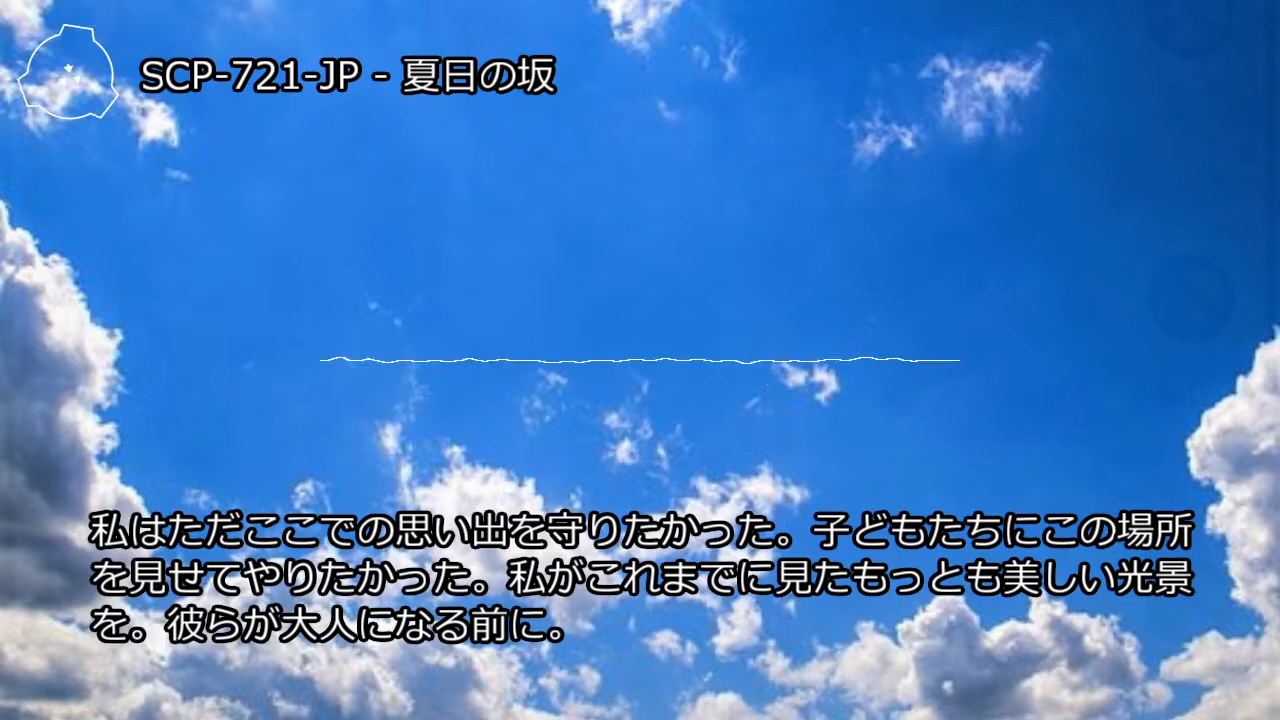 SCP-721-JP - 夏日の坂
私はただここでの思い出を守りたかった。子どもたちにこの場所
を見せてやりたかった。私がこれまでに見たもっとも美しい光景
を。彼らが大人になる前に。